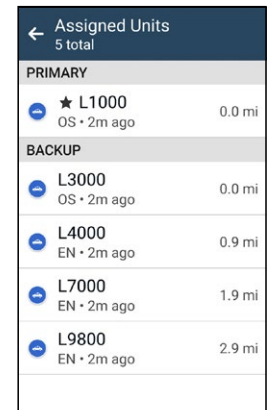 Assigned Units
5 total
PRIMARY
★ L1000
0.0 mi
OS • 2m ago
BACKUP
L3000
0.0 mi
OS • 2m ago
L4000
0.9 mi
EN • 2m ago
L7000
1.9 mi
EN • 2m ago
L9800
2.9 mi
EN • 2m ago